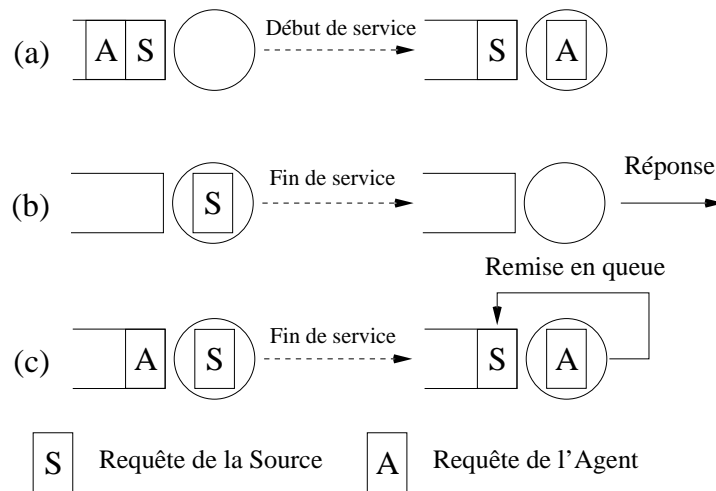 (a) A S Début de service S A
(b) S Fin de service Réponse
Remise en queue
(c) A S Fin de service S A
S Requête de la Source A Requête de l'Agent